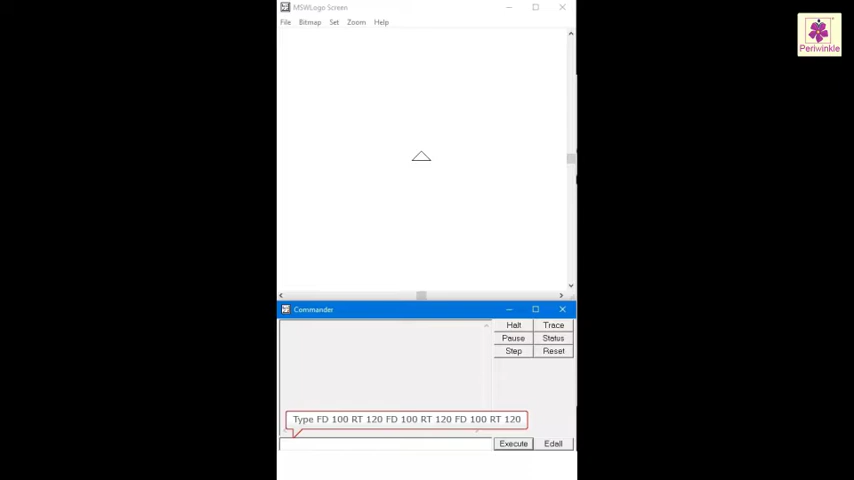 MSWLogo Screen
File Bitmap Set Zoom Help
Periwinkle
Commander
Halt Trace
Pause Status
Step Reset
Type FD 100 RT 120 FD 100 RT 120 FD 100 RT 120
Execute Edall